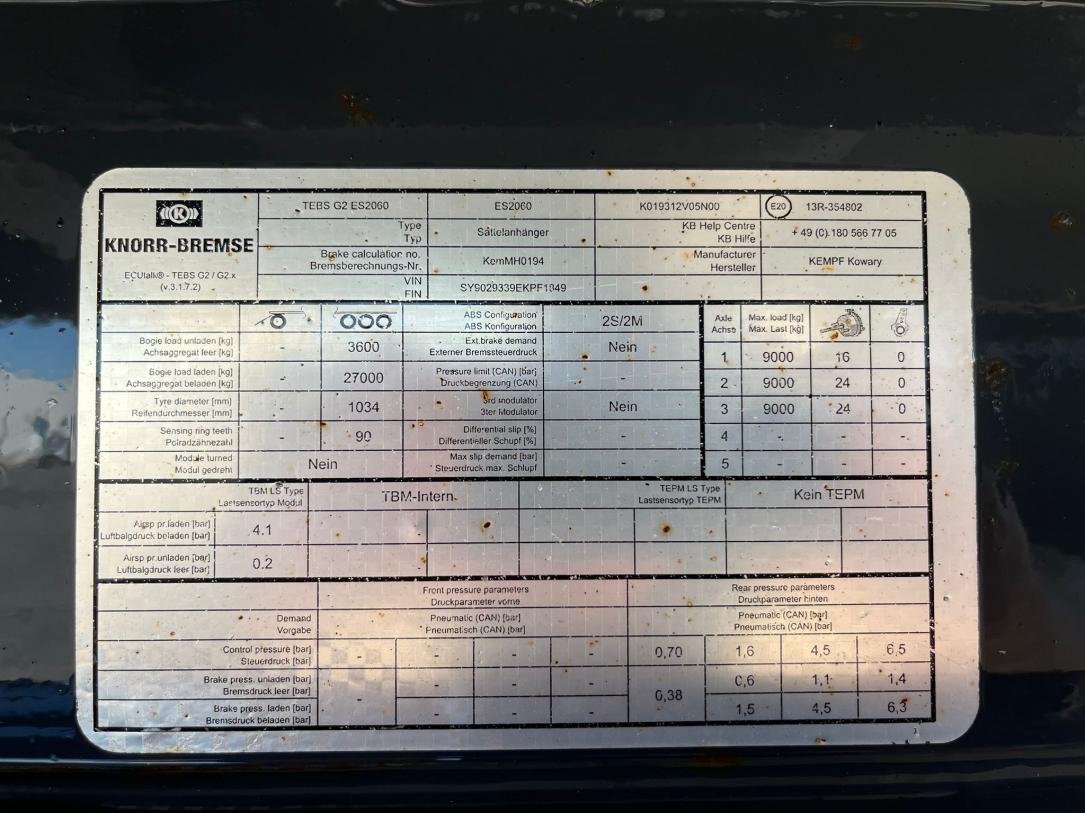 KNORR-BREMSE
ECUtalk® - TEBS G2 / G2.x
(v.3.1.7.2)
TEBS G2 ES2060 ES2060 K019312V05N00 E20 13R-354802
Type
Typ
Sattelanhänger
KB Help Centre
KB Hilfe
+ 49 (0) 180 566 77 05
Brake calculation no.
Bremsberechnungs-Nr.
KemMH0194
Manufacturer
Hersteller
KEMPF Kowary
VIN
FIN
SY9029339EKPF1349
Bogie load unladen [kg]
Achsaggregat leer [kg]
- 3600
Bogie load laden [kg]
Achsaggregat beladen [kg]
- 27000
Tyre diameter [mm]
Reifendurchmesser [mm]
- 1034
Sensing ring teeth
Polradzähnezahl
- 90
Module turned
Modul gedreht
Nein
ABS Configuration
ABS Konfiguration
2S/2M
Ext.brake demand
Externer Bremssteuerdruck
Nein
Pressure limit (CAN) [bar]
Druckbegrenzung (CAN)
-
3rd modulator
3ter Modulator
Nein
Differential slip [%]
Differentieller Schupf [%]
-
Max slip demand [bar]
Steuerdruck max. Schlupf
-
Axle
Achse
Max. load [kg]
Max. Last [kg]
1 9000 16 0
2 9000 24 0
3 9000 24 0
4 - - -
5 - - -
TBM LS Type
Lastsensortyp Modul
TBM-Intern
TEPM LS Type
Lastsensortyp TEPM
Kein TEPM
Airsp pr.laden [bar]
Luftbalgdruck beladen [bar]
4.1
Airsp pr.unladen [bar]
Luftbalgdruck leer [bar]
0.2
Front pressure parameters
Druckparameter vorne
Rear pressure parameters
Druckparameter hinten
Demand
Vorgabe
Pneumatic (CAN) [bar]
Pneumatisch (CAN) [bar]
Pneumatic (CAN) [bar]
Pneumatisch (CAN) [bar]
Control pressure [bar]
Steuerdruck [bar]
- - - - 0,70 1,6 4,5 6,5
Brake press. unladen [bar]
Bremsdruck leer [bar]
- - - - 0,38 0,6 1,1 1,4
Brake press. laden [bar]
Bremsdruck beladen [bar]
- - - 1,5 4,5 6,3